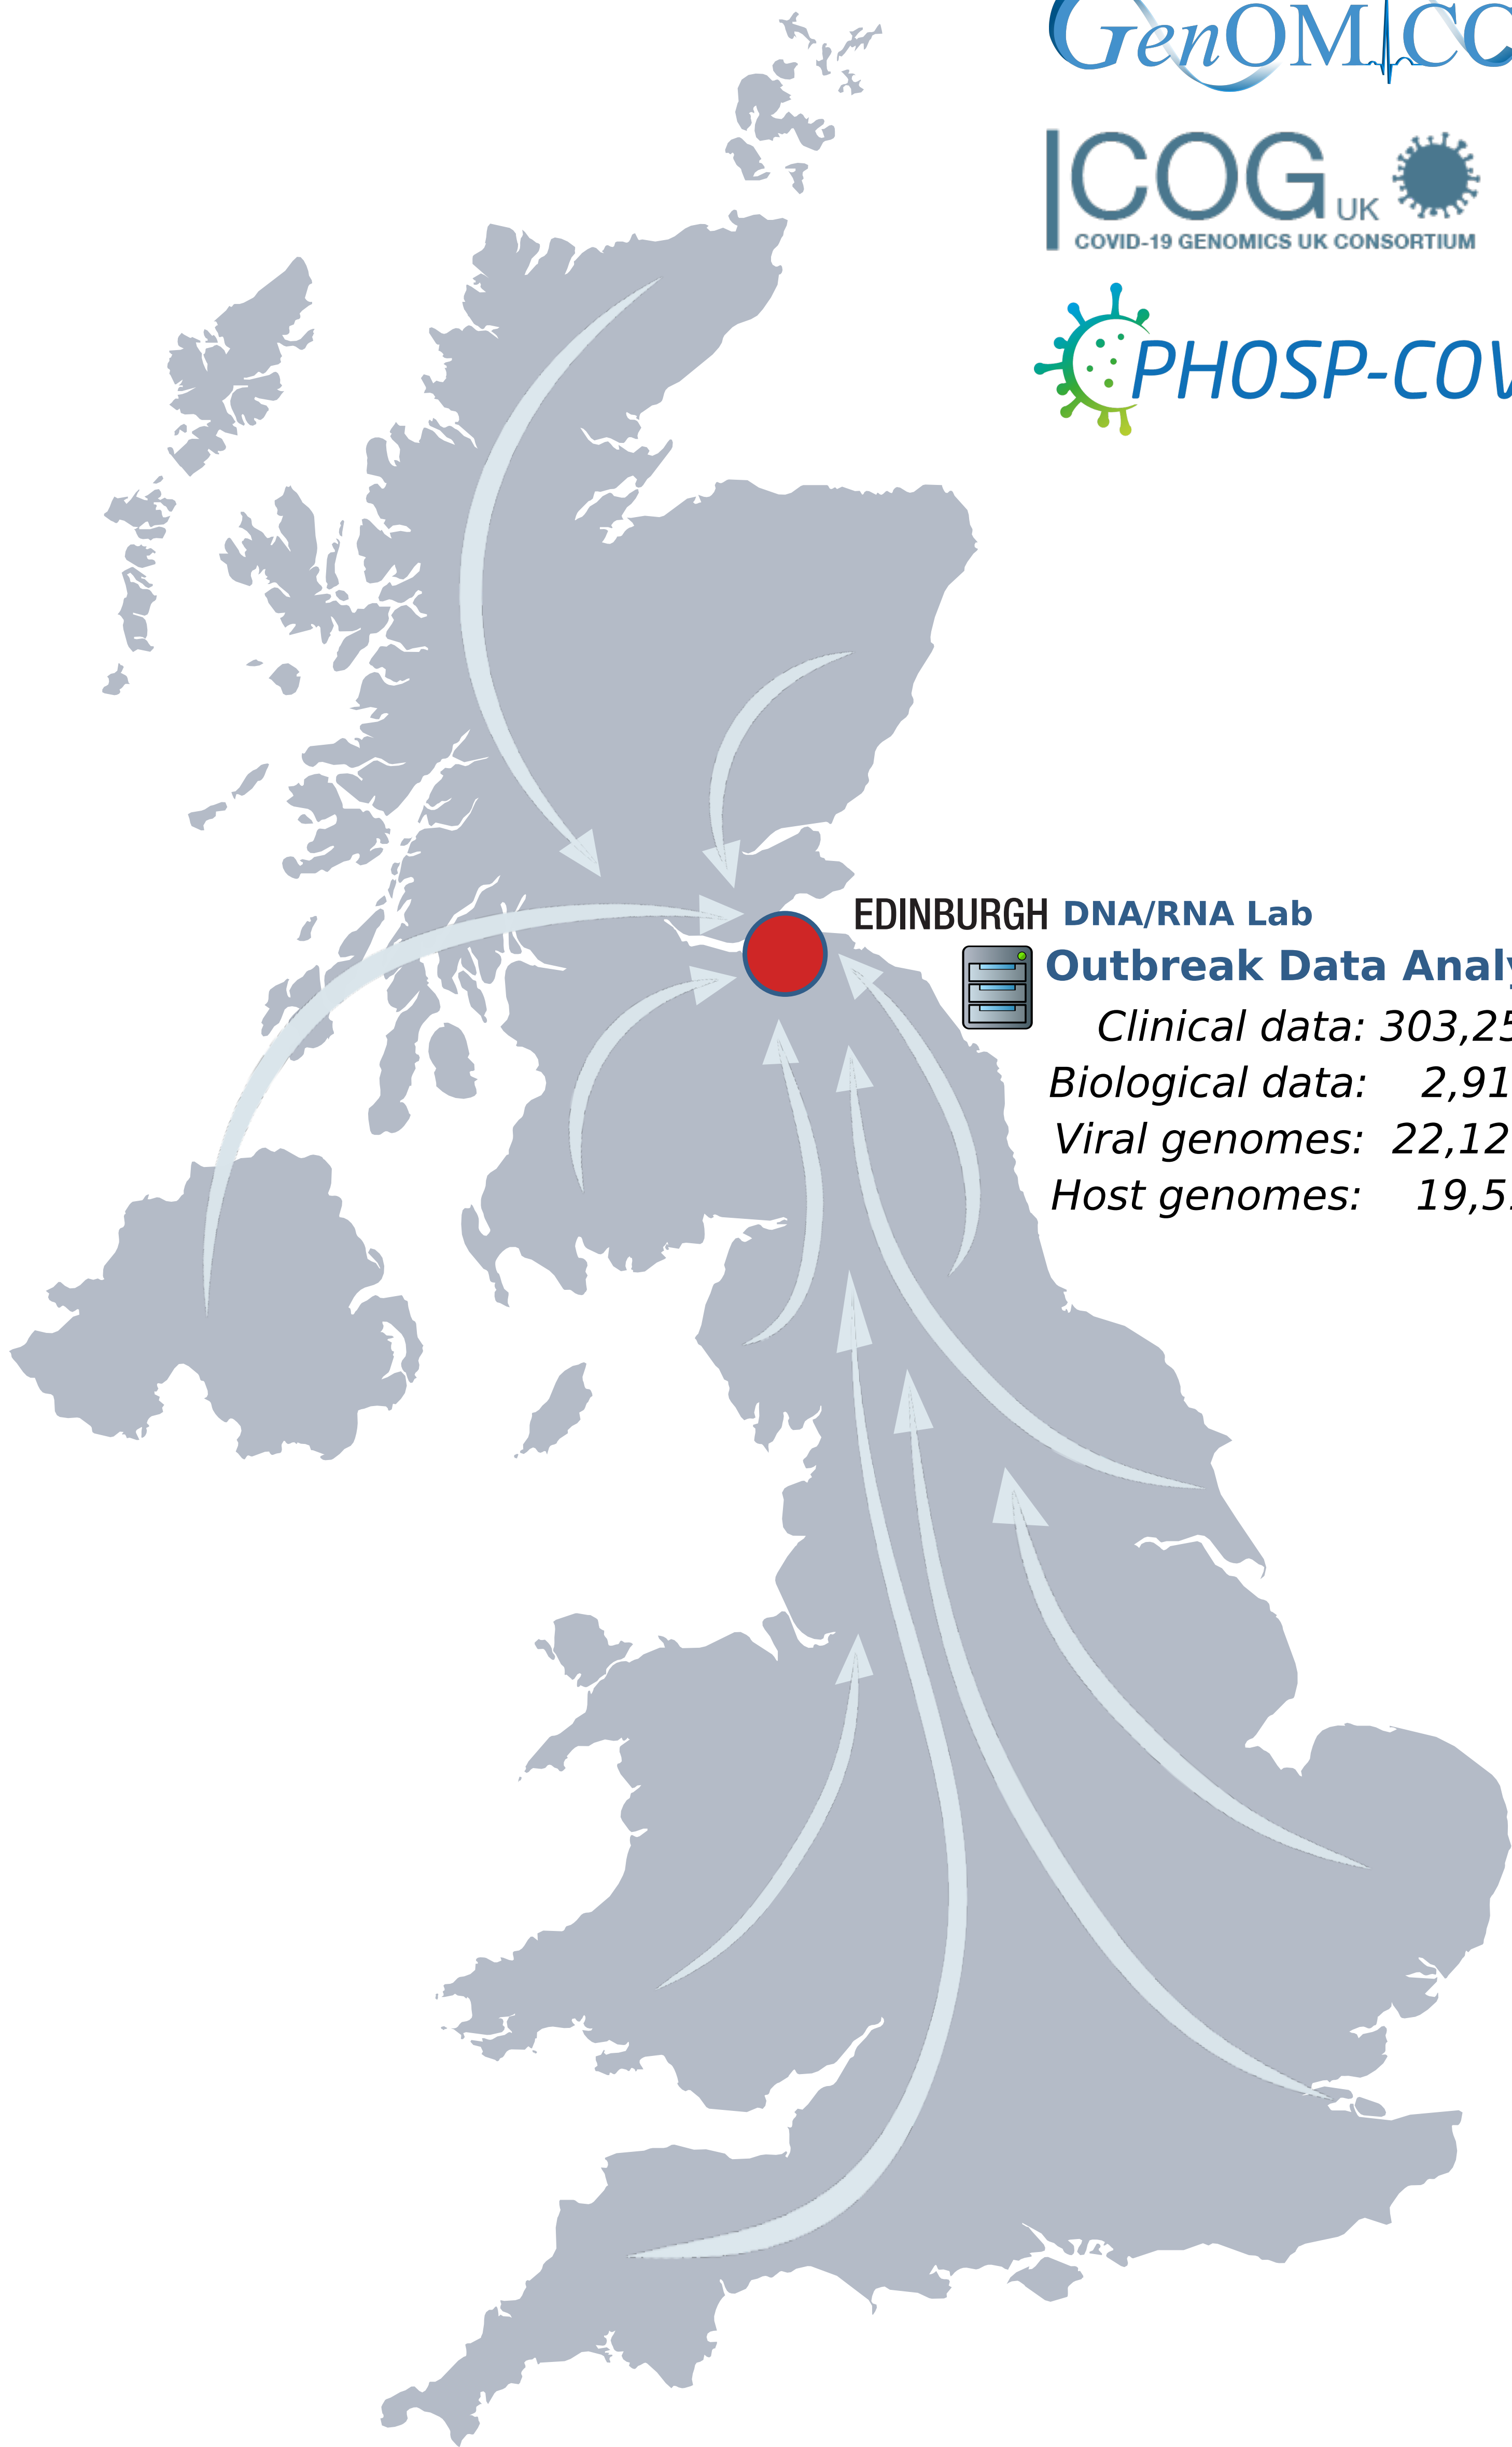 GenOMICC
COG UK
COVID-19 GENOMICS UK CONSORTIUM
PHOSP-COV
EDINBURGH DNA/RNA Lab
Outbreak Data Analy
Clinical data: 303,25
Biological data: 2,91
Viral genomes: 22,12
Host genomes: 19,5